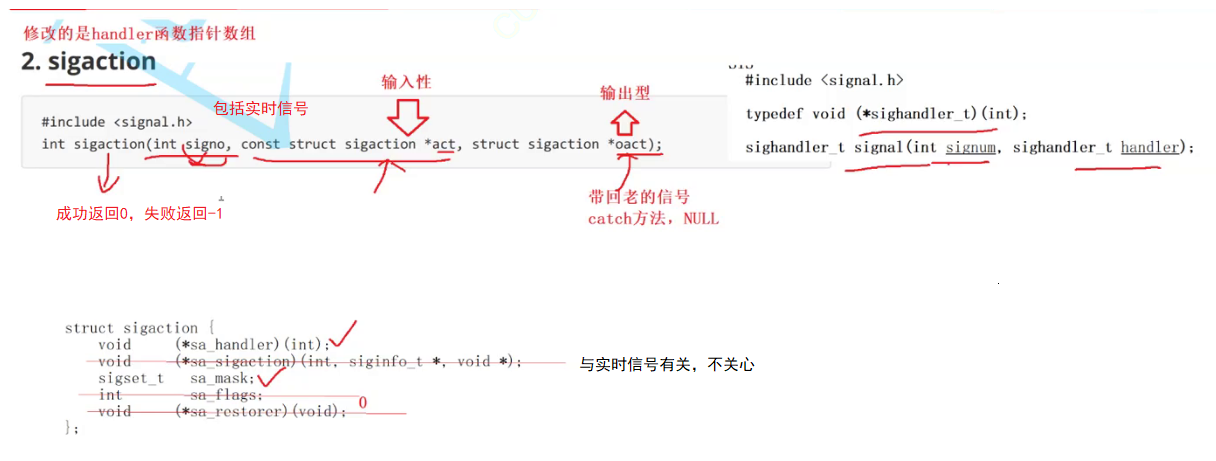 修改的是handler函数指针数组
2. sigaction
输入性
输出型
包括实时信号
#include <signal.h>
int sigaction(int signo, const struct sigaction *act, struct sigaction *oact);
成功返回0，失败返回-1
带回老的信号
catch方法，NULL
#include <signal.h>
typedef void (*sighandler_t)(int);
sighandler_t signal(int signum, sighandler_t handler);
struct sigaction {
void (*sa_handler)(int);
void (*sa_sigaction)(int, siginfo_t *, void *);
与实时信号有关，不关心
sigset_t sa_mask;
int sa_flags;
0
void (*sa_restorer)(void);
};